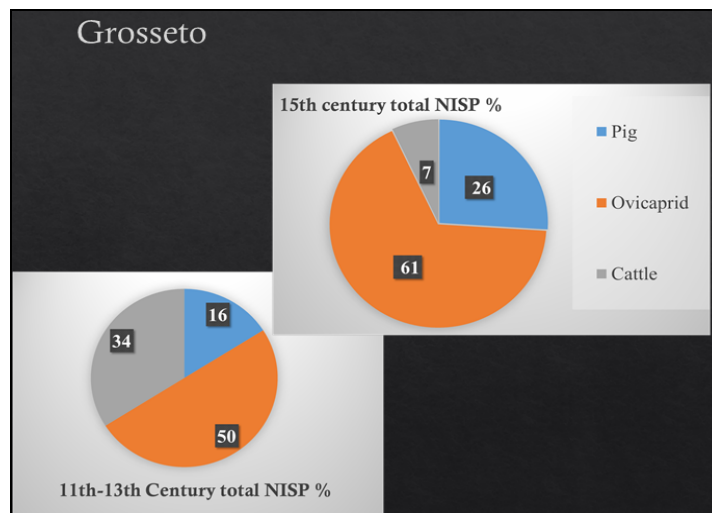 Grosseto
15th century total NISP %
7
26
61
Pig
Ovicaprid
Cattle
16
34
50
11th-13th Century total NISP %